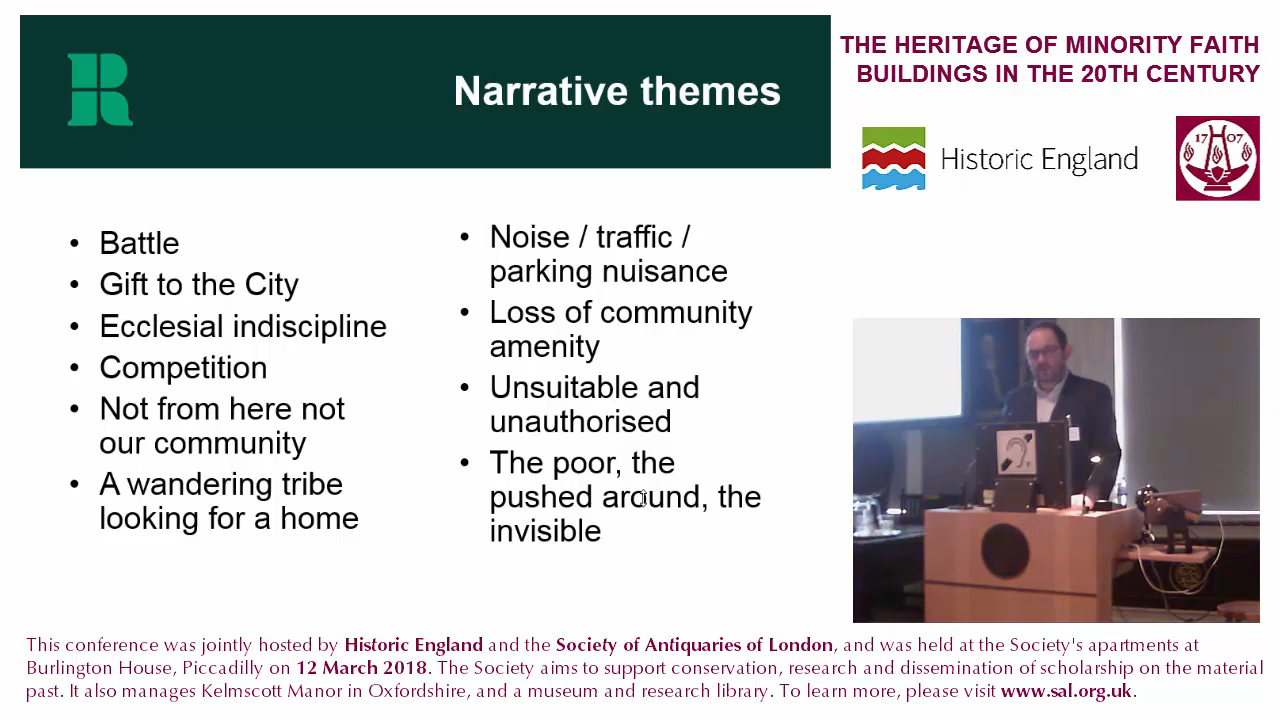 Narrative themes
THE HERITAGE OF MINORITY FAITH
BUILDINGS IN THE 20TH CENTURY
Historic England
1707
• Battle
• Gift to the City
• Ecclesial indiscipline
• Competition
• Not from here not
our community
• A wandering tribe
looking for a home
• Noise / traffic /
parking nuisance
• Loss of community
amenity
• Unsuitable and
unauthorised
• The poor, the
pushed around, the
invisible
T
This conference was jointly hosted by Historic England and the Society of Antiquaries of London, and was held at the Society's apartments at
Burlington House, Piccadilly on 12 March 2018. The Society aims to support conservation, research and dissemination of scholarship on the material
past. It also manages Kelmscott Manor in Oxfordshire, and a museum and research library. To learn more, please visit www.sal.org.uk.